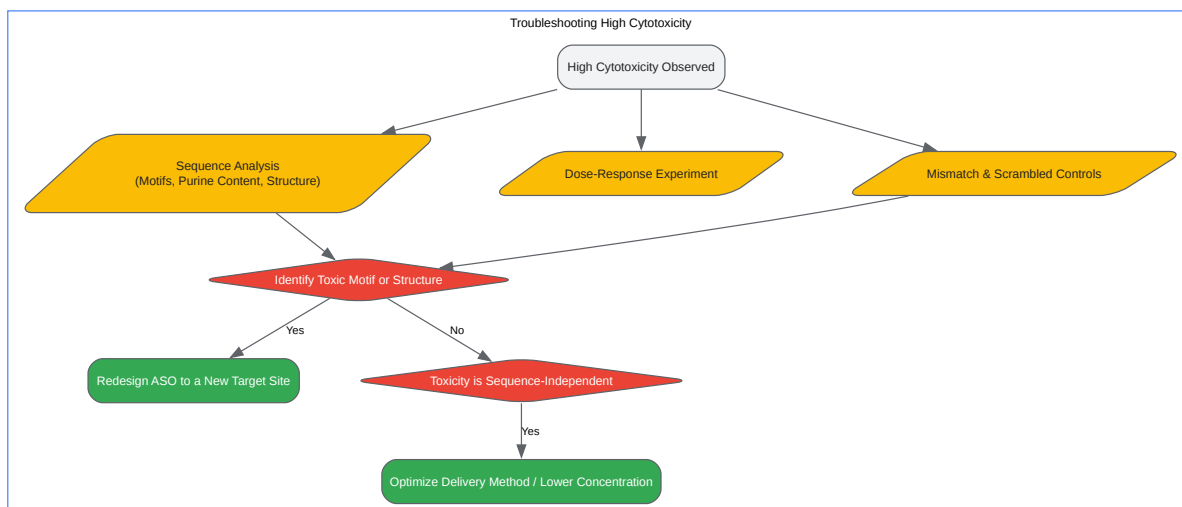 Troubleshooting High Cytotoxicity
High Cytotoxicity Observed
Sequence Analysis
(Motifs, Purine Content, Structure)
Dose-Response Experiment
Mismatch & Scrambled Controls
Identify Toxic Motif or Structure
Yes
No
Redesign ASO to a New Target Site
Toxicity is Sequence-Independent
Yes
Optimize Delivery Method / Lower Concentration